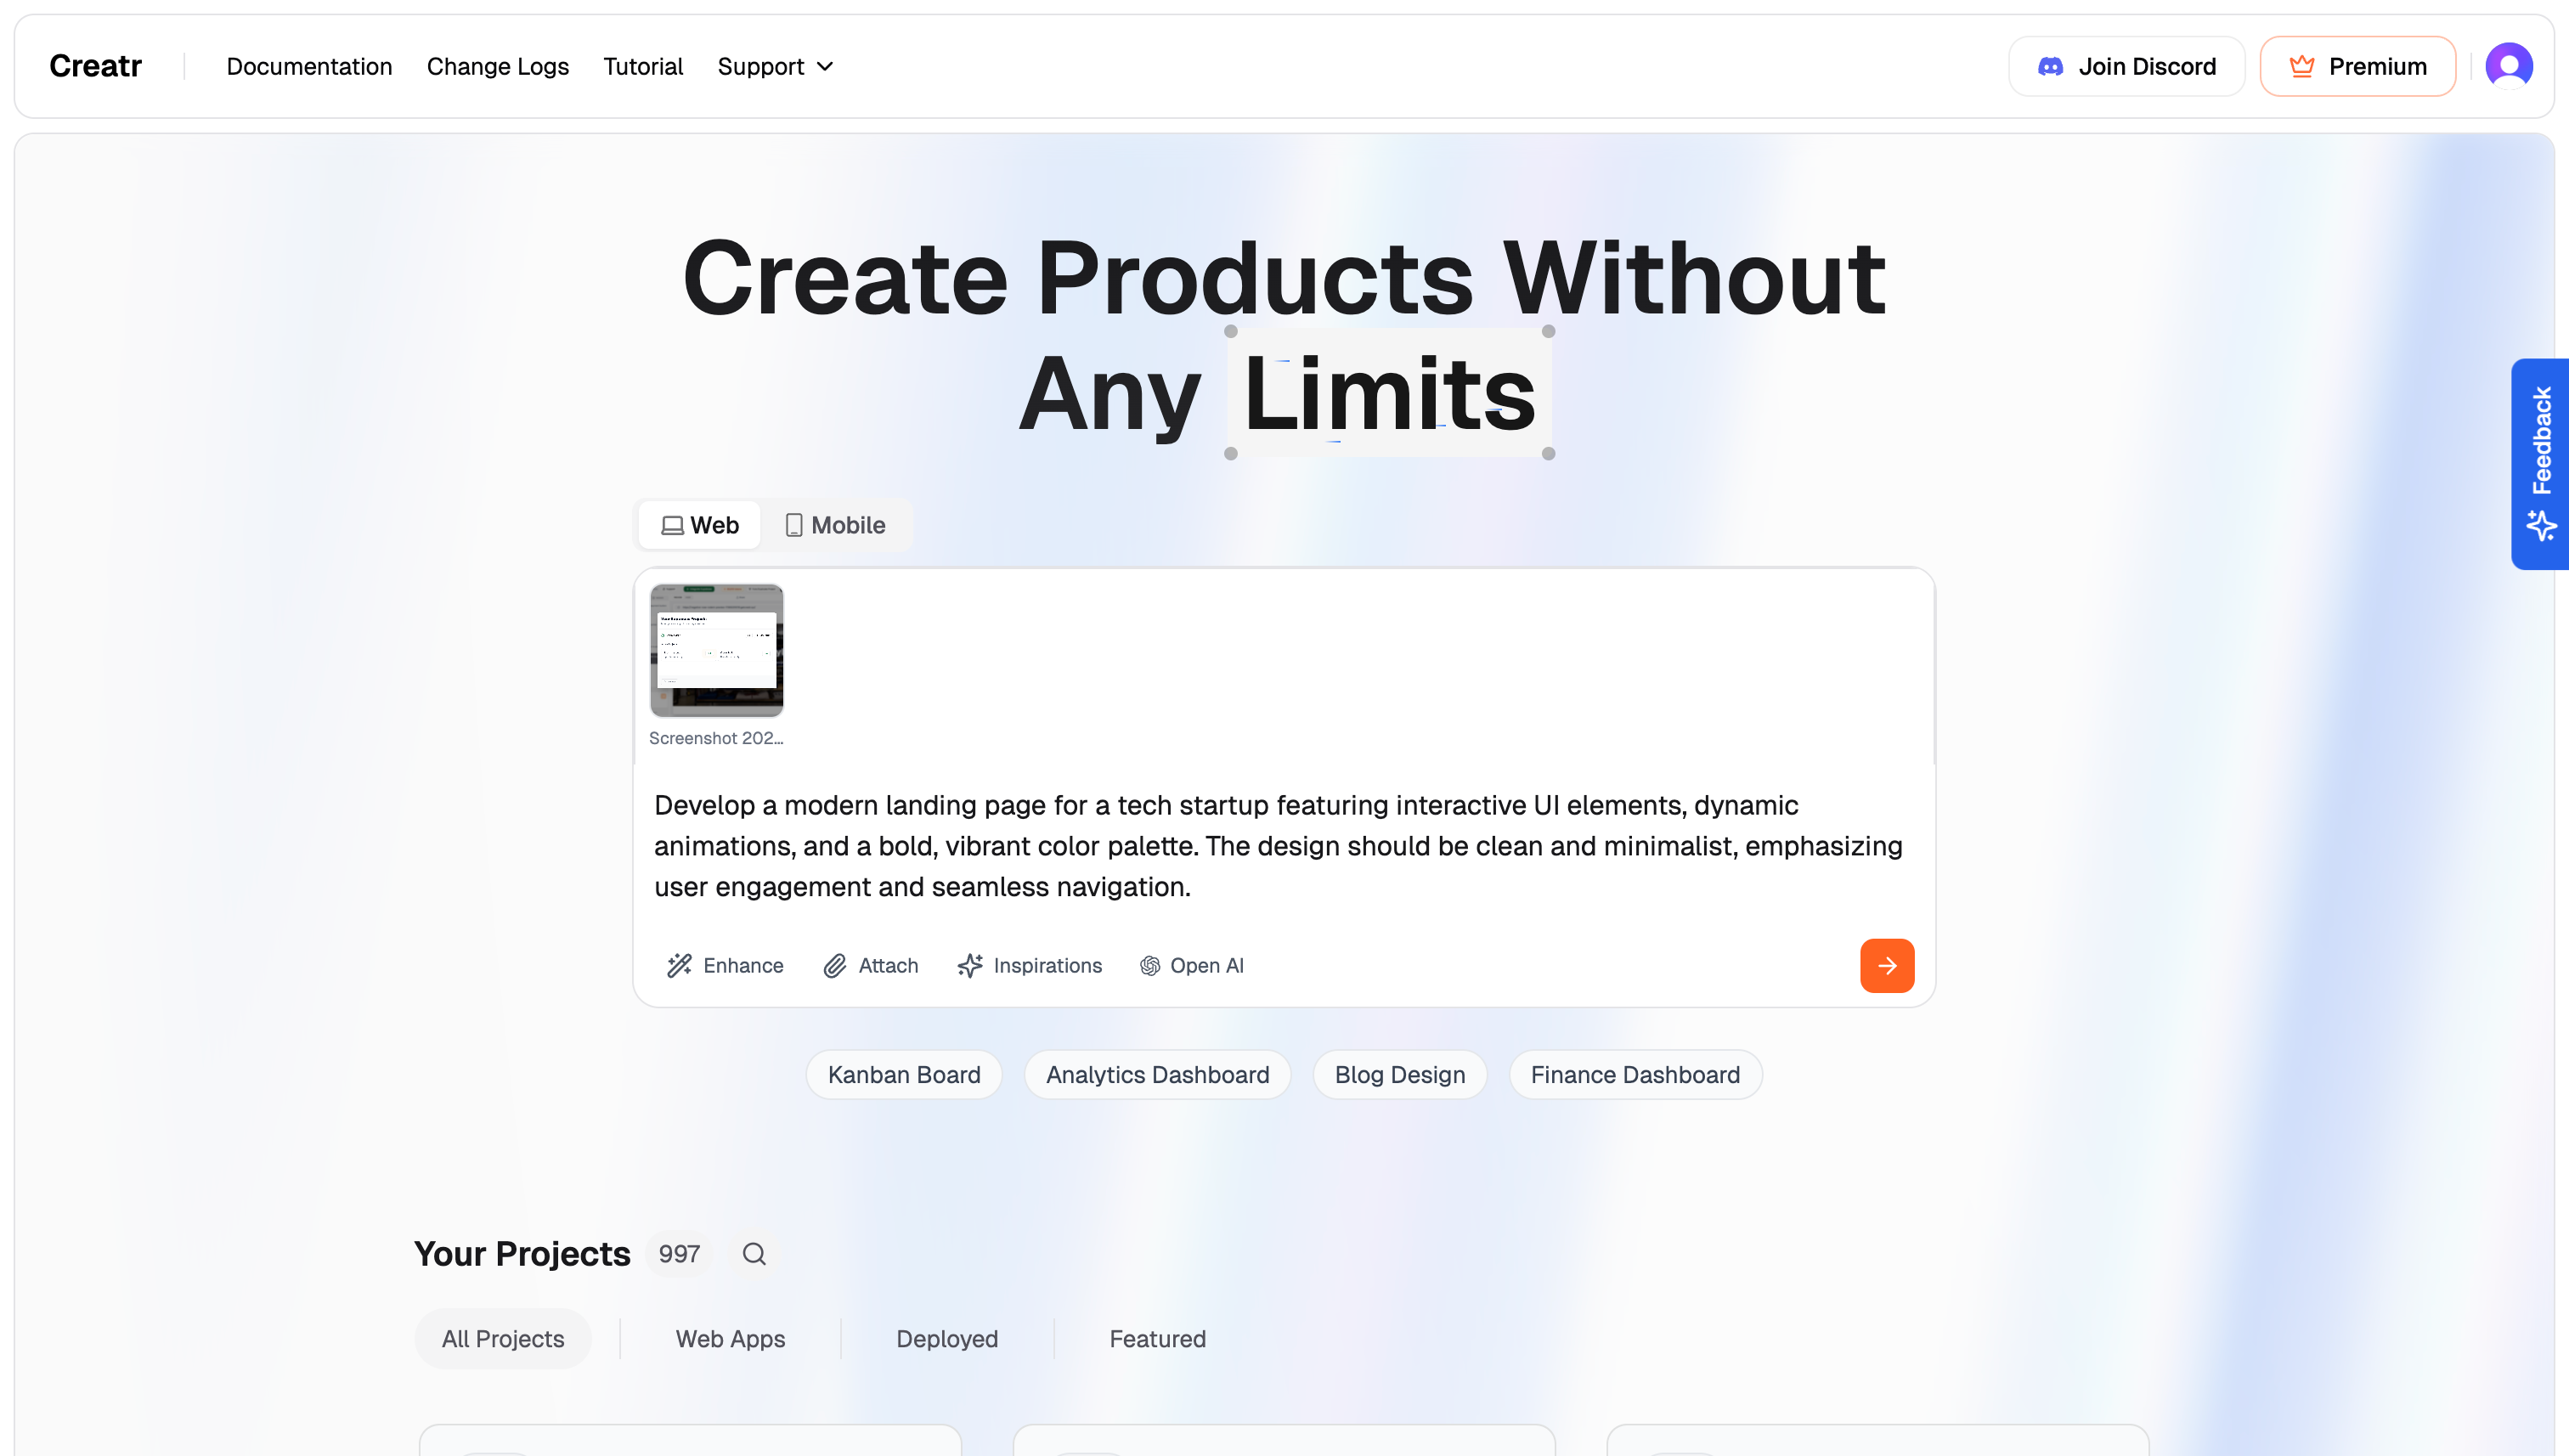 Creatr
Documentation
Change Logs
Tutorial
Support
Join Discord
Premium
Create Products Without
Any Limits
Feedback
Web
Mobile
Screenshot 202...
Develop a modern landing page for a tech startup featuring interactive UI elements, dynamic
animations, and a bold, vibrant color palette. The design should be clean and minimalist, emphasizing
user engagement and seamless navigation.
Enhance
Attach
Inspirations
Open AI
Kanban Board
Analytics Dashboard
Blog Design
Finance Dashboard
Your Projects
997
All Projects
Web Apps
Deployed
Featured